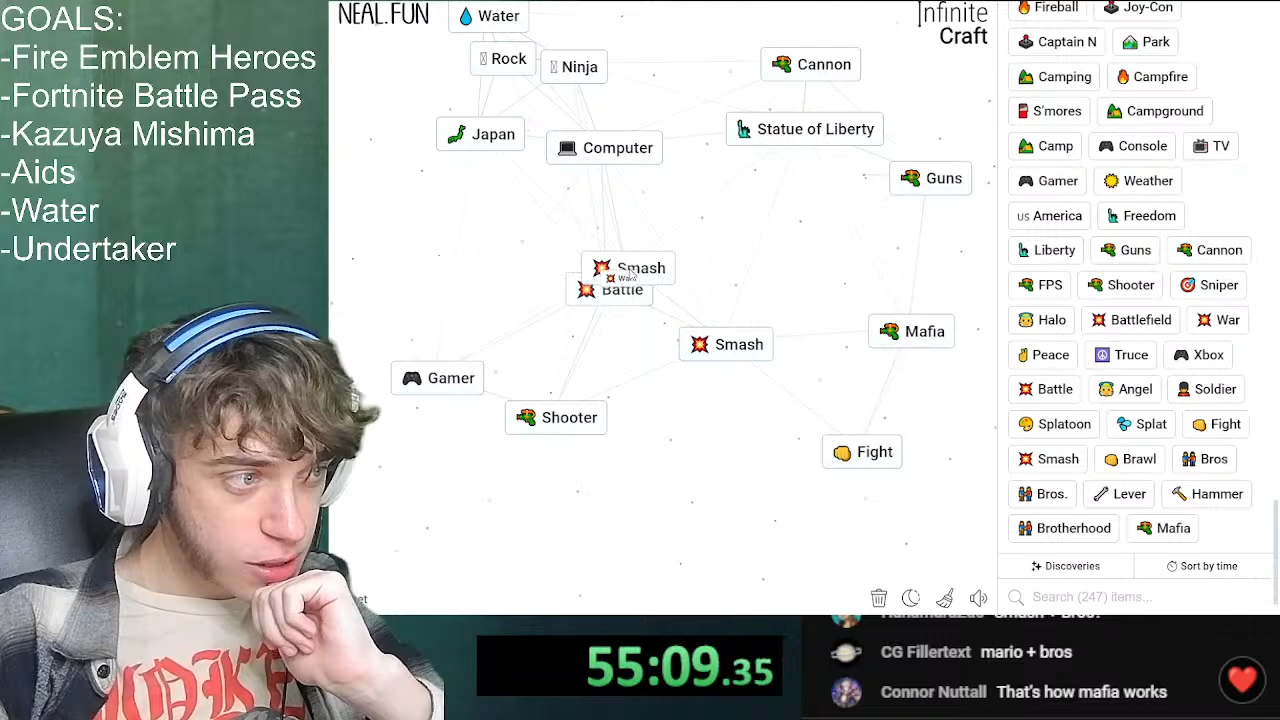 GOALS:
-Fire Emblem Heroes
-Fortnite Battle Pass
-Kazuya Mishima
-Aids
-Water
-Undertaker
NEAL.FUN
Infinite
Craft
Water
Rock
Ninja
Cannon
Japan
Computer
Statue of Liberty
Guns
Smash
Battle
Smash
Mafia
Gamer
Shooter
Fight
Fireball
Joy-Con
Captain N
Park
Camping
Campfire
S'mores
Campground
Camp
Console
TV
Gamer
Weather
US America
Freedom
Liberty
Guns
Cannon
FPS
Shooter
Sniper
Halo
Battlefield
War
Peace
Truce
Xbox
Battle
Angel
Soldier
Splatoon
Splat
Fight
Smash
Brawl
Bros
Bros.
Lever
Hammer
Brotherhood
Mafia
Discoveries
Sort by time
Search (247) items...
55:09.35
CG Fillertext mario + bros
Connor Nuttall That's how mafia works